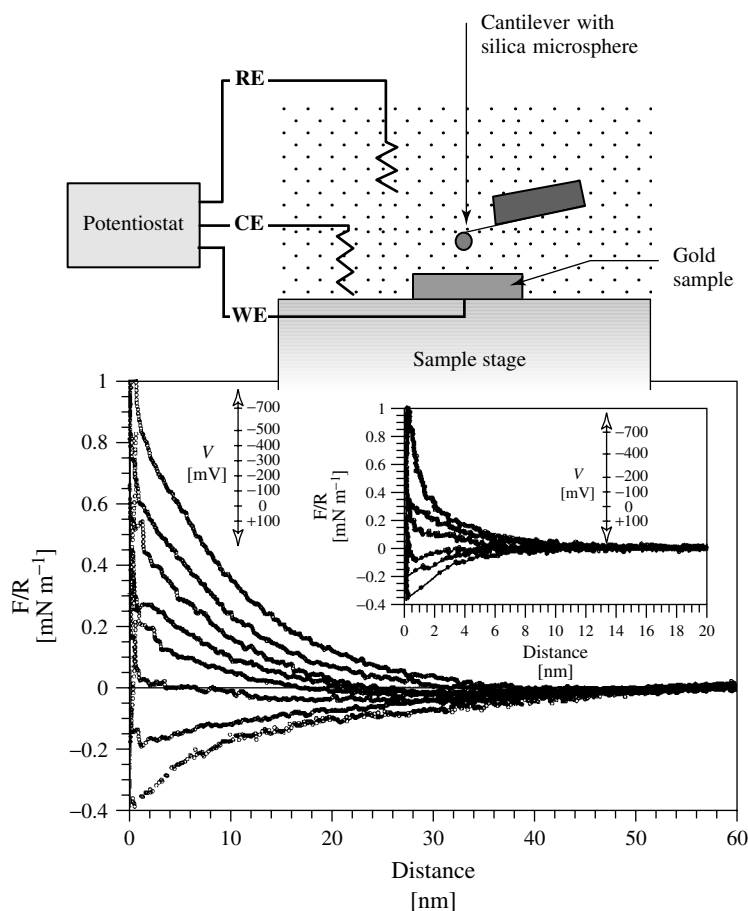 Cantilever with
silica microsphere
RE
Potentiostat
CE
Gold
sample
WE
Sample stage
1
0.8
0.6
0.4
0.2
0
−0.2
−0.4
F/R
[mN m−1]
V
[mV]
−700
−500
−400
−300
−200
−100
0
+100
0
10
20
30
40
50
60
Distance
[nm]
1
0.8
0.6
0.4
0.2
0
−0.2
−0.4
F/R
[mN m−1]
V
[mV]
−700
−400
−200
−100
0
+100
0
2
4
6
8
10
12
14
16
18
20
Distance
[nm]